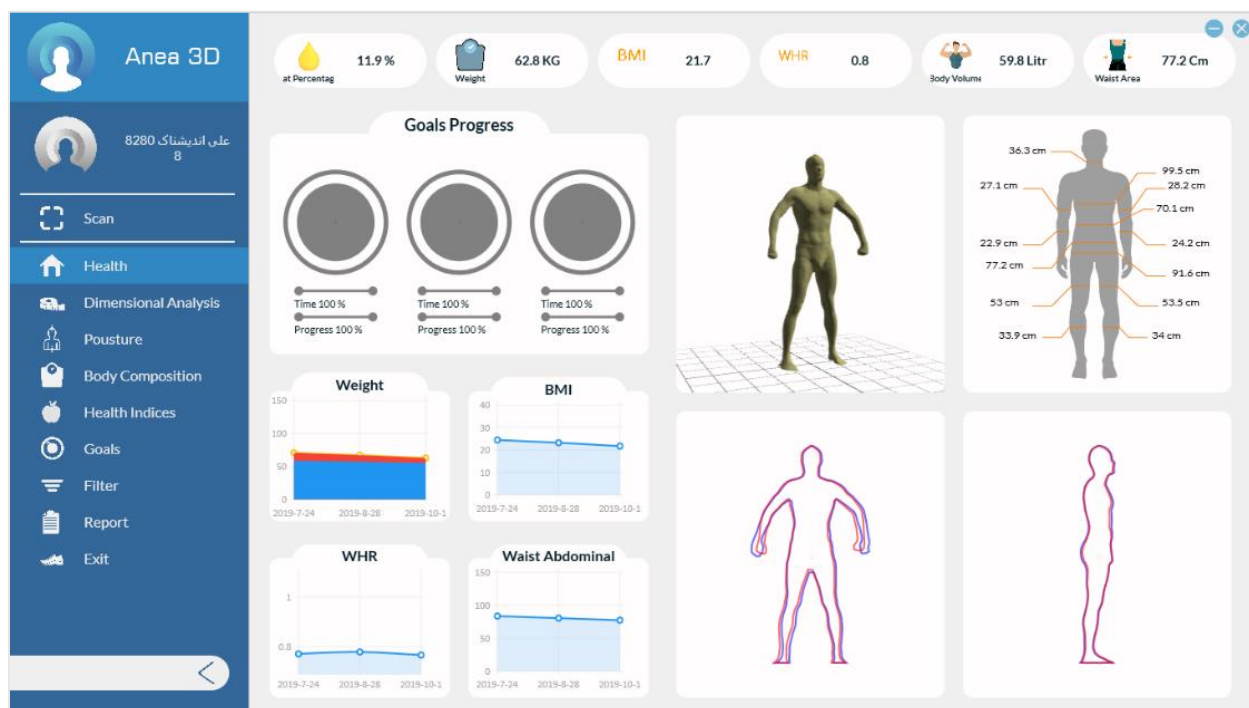 Anea 3D
علی اندیشناک 8280
8
Scan
Health
Dimensional Analysis
Pousture
Body Composition
Health Indices
Goals
Filter
Report
Exit
at Percentag
11.9 %
Weight
62.8 KG
BMI
21.7
WHR
0.8
Body Volume
59.8 Litr
Waist Area
77.2 Cm
Goals Progress
Time 100 %
Progress 100 %
Time 100 %
Progress 100 %
Time 100 %
Progress 100 %
Weight
150
100
50
0
2019-7-24 2019-8-28 2019-10-1
BMI
40
30
20
10
0
2019-7-24 2019-8-28 2019-10-1
WHR
1
0.8
2019-7-24 2019-8-28 2019-10-1
Waist Abdominal
150
100
50
0
2019-7-24 2019-8-28 2019-10-1
36.3 cm
99.5 cm
27.1 cm
28.2 cm
70.1 cm
22.9 cm
24.2 cm
77.2 cm
91.6 cm
53 cm
53.5 cm
33.9 cm
34 cm